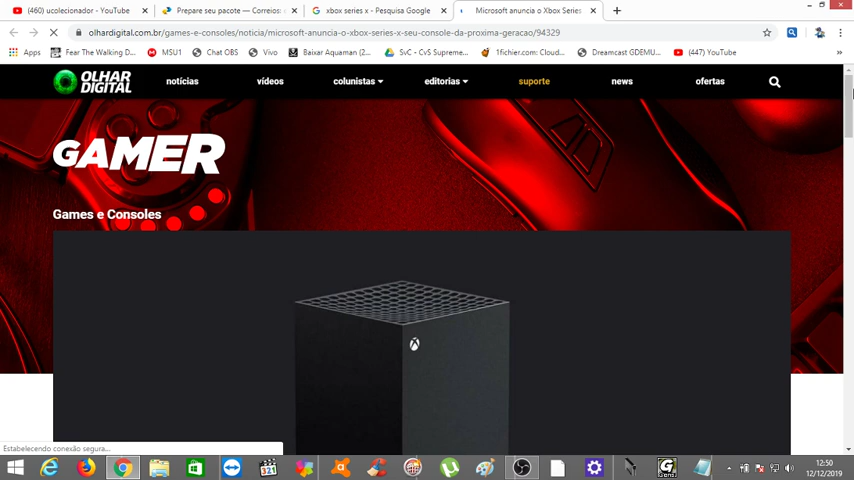 (460) ucolecionador - YouTube
Prepare seu pacote — Correios:
xbox series x - Pesquisa Google
Microsoft anuncia o Xbox Series
olhardigital.com.br/games-e-consoles/noticia/microsoft-anuncia-o-xbox-series-x-seu-console-da-proxima-geracao/94329
Apps
Fear The Walking D...
MSU1
Chat OBS
Vivo
Baixar Aquaman (2...
SvC - CvS Supreme...
1fichier.com: Cloud...
Dreamcast GDEMU...
(447) YouTube
OLHAR DIGITAL
notícias
vídeos
colunistas
editorias
suporte
news
ofertas
GAMER
Games e Consoles
Estabelecendo conexão segura...
321
Gens
12:50
12/12/2019